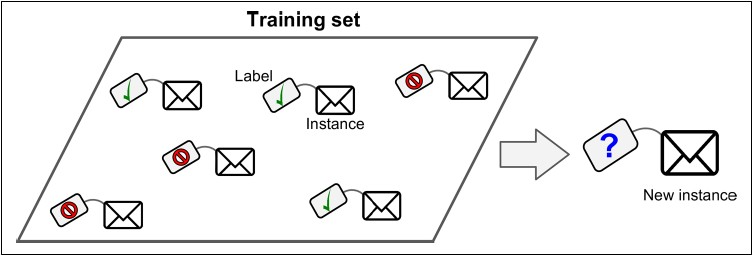 Training set
Label
Instance
?
New instance